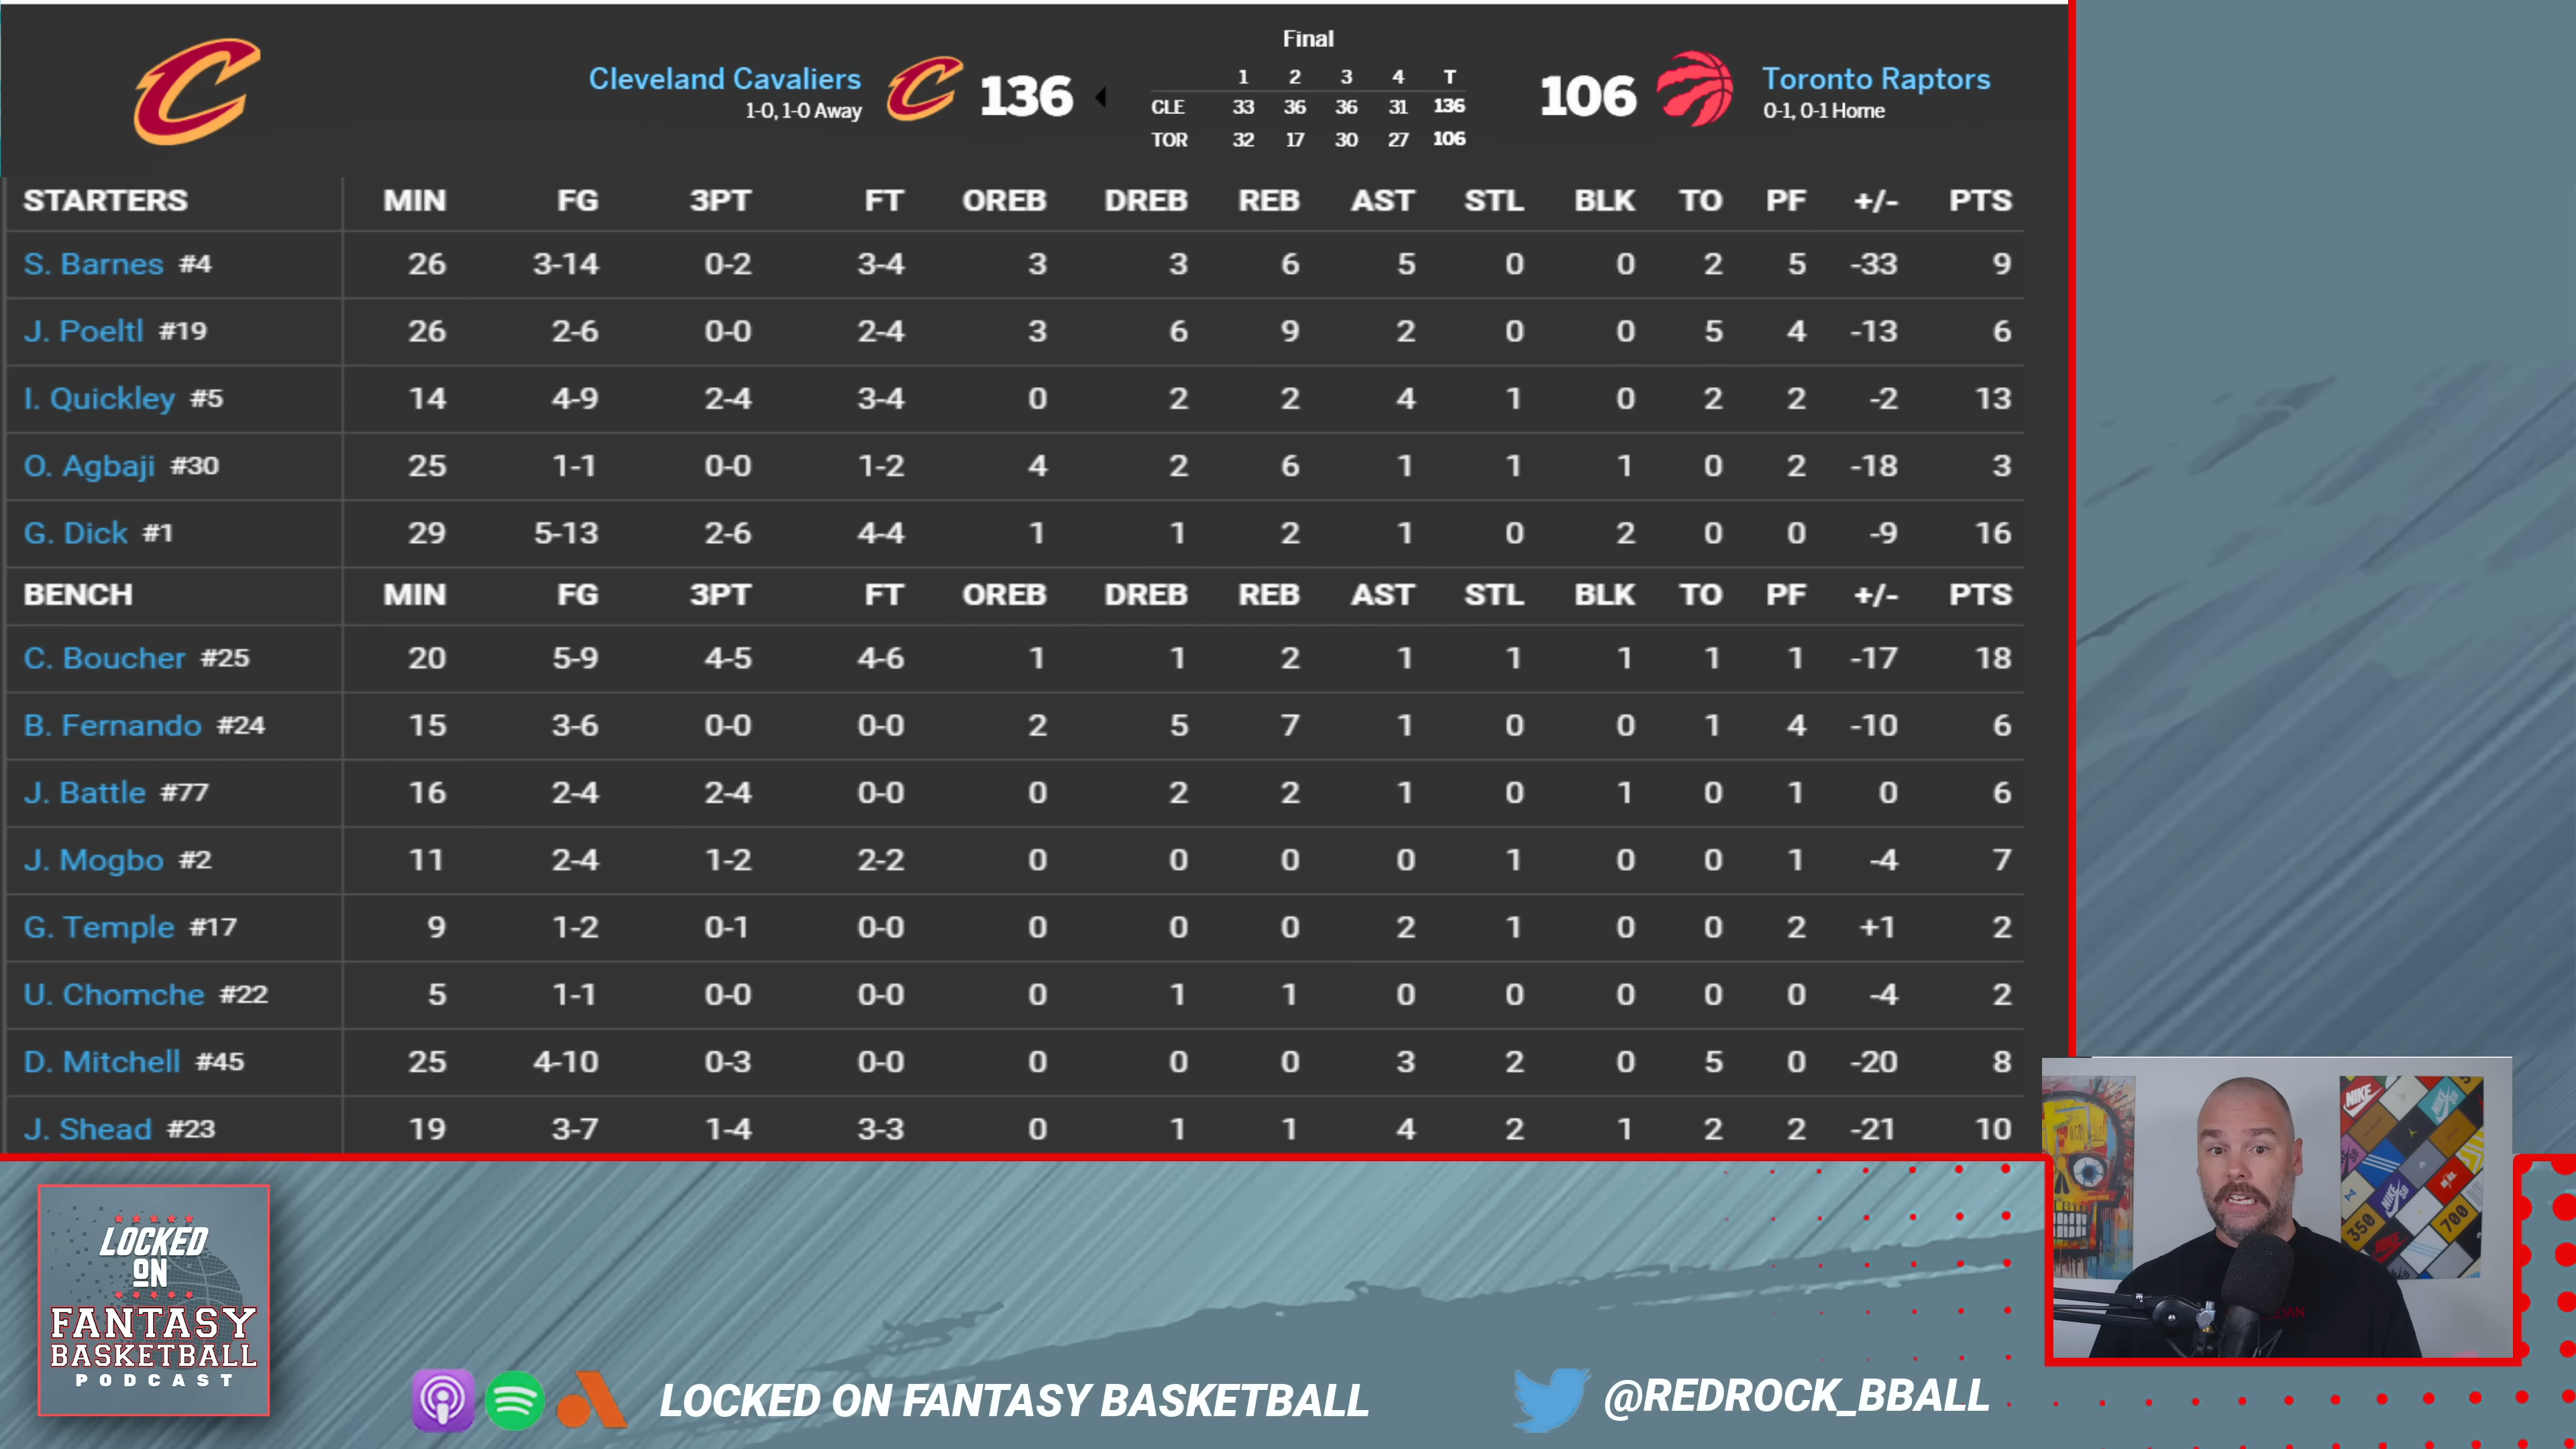 Final
Cleveland Cavaliers
1-0, 1-0 Away
136
1 2 3 4 T
CLE 33 36 36 31 136
TOR 32 17 30 27 106
106
Toronto Raptors
0-1, 0-1 Home
STARTERS MIN FG 3PT FT OREB DREB REB AST STL BLK TO PF +/- PTS
S. Barnes #4 26 3-14 0-2 3-4 3 3 6 5 0 0 2 5 -33 9
J. Poeltl #19 26 2-6 0-0 2-4 3 6 9 2 0 0 5 4 -13 6
I. Quickley #5 14 4-9 2-4 3-4 0 2 2 4 1 0 2 2 -2 13
O. Agbaji #30 25 1-1 0-0 1-2 4 2 6 1 1 1 0 2 -18 3
G. Dick #1 29 5-13 2-6 4-4 1 1 2 1 0 2 0 0 -9 16
BENCH MIN FG 3PT FT OREB DREB REB AST STL BLK TO PF +/- PTS
C. Boucher #25 20 5-9 4-5 4-6 1 1 2 1 1 1 1 1 -17 18
B. Fernando #24 15 3-6 0-0 0-0 2 5 7 1 0 0 1 4 -10 6
J. Battle #77 16 2-4 2-4 0-0 0 2 2 1 0 1 0 1 0 6
J. Mogbo #2 11 2-4 1-2 2-2 0 0 0 0 1 0 0 1 -4 7
G. Temple #17 9 1-2 0-1 0-0 0 0 0 2 1 0 0 2 +1 2
U. Chomche #22 5 1-1 0-0 0-0 0 1 1 0 0 0 0 0 -4 2
D. Mitchell #45 25 4-10 0-3 0-0 0 0 0 3 2 0 5 0 -20 8
J. Shead #23 19 3-7 1-4 3-3 0 1 1 4 2 1 2 2 -21 10
NIKE
NIKE
350
700
LOCKED
ON
FANTASY
BASKETBALL
PODCAST
LOCKED ON FANTASY BASKETBALL
@REDROCK_BBALL